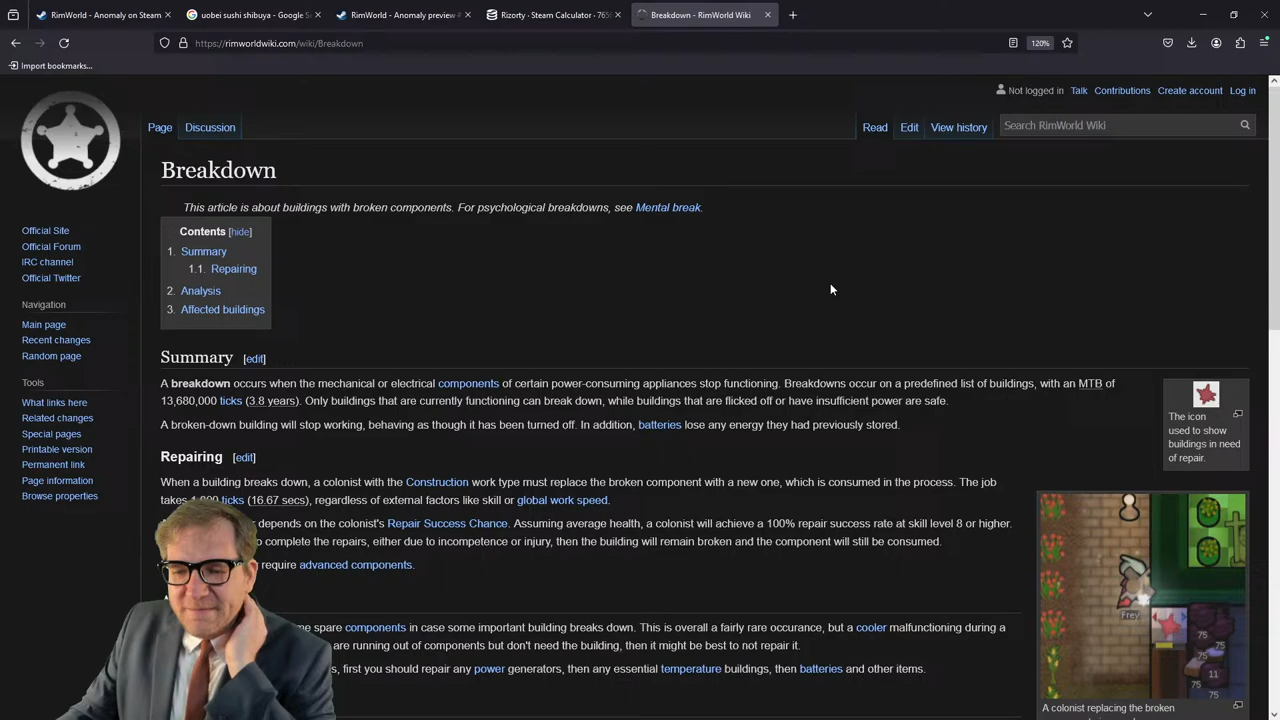 RimWorld - Anomaly on Steam
uobei sushi shibuya - Google S
RimWorld - Anomaly preview #
Rizorty · Steam Calculator · 765
Breakdown - RimWorld Wiki
https://rimworldwiki.com/wiki/Breakdown
120%
Import bookmarks...
Not logged in Talk Contributions Create account Log in
Page Discussion Read Edit View history Search RimWorld Wiki
Breakdown
This article is about buildings with broken components. For psychological breakdowns, see Mental break.
Contents [hide]
1. Summary
1.1. Repairing
2. Analysis
3. Affected buildings
Official Site
Official Forum
IRC channel
Official Twitter
Navigation
Main page
Recent changes
Random page
Tools
What links here
Related changes
Special pages
Printable version
Permanent link
Page information
Browse properties
Summary [edit]
A breakdown occurs when the mechanical or electrical components of certain power-consuming appliances stop functioning. Breakdowns occur on a predefined list of buildings, with an MTB of
13,680,000 ticks (3.8 years). Only buildings that are currently functioning can break down, while buildings that are flicked off or have insufficient power are safe.
A broken-down building will stop working, behaving as though it has been turned off. In addition, batteries lose any energy they had previously stored.
The icon
used to show
buildings in need
of repair.
Repairing [edit]
When a building breaks down, a colonist with the Construction work type must replace the broken component with a new one, which is consumed in the process. The job
takes ticks (16.67 secs), regardless of external factors like skill or global work speed.
depends on the colonist's Repair Success Chance. Assuming average health, a colonist will achieve a 100% repair success rate at skill level 8 or higher.
to complete the repairs, either due to incompetence or injury, then the building will remain broken and the component will still be consumed.
require advanced components.
spare components in case some important building breaks down. This is overall a fairly rare occurance, but a cooler malfunctioning during a
are running out of components but don't need the building, then it might be best to not repair it.
, first you should repair any power generators, then any essential temperature buildings, then batteries and other items.
Frey
75
75
75
11
75
75
A colonist replacing the broken